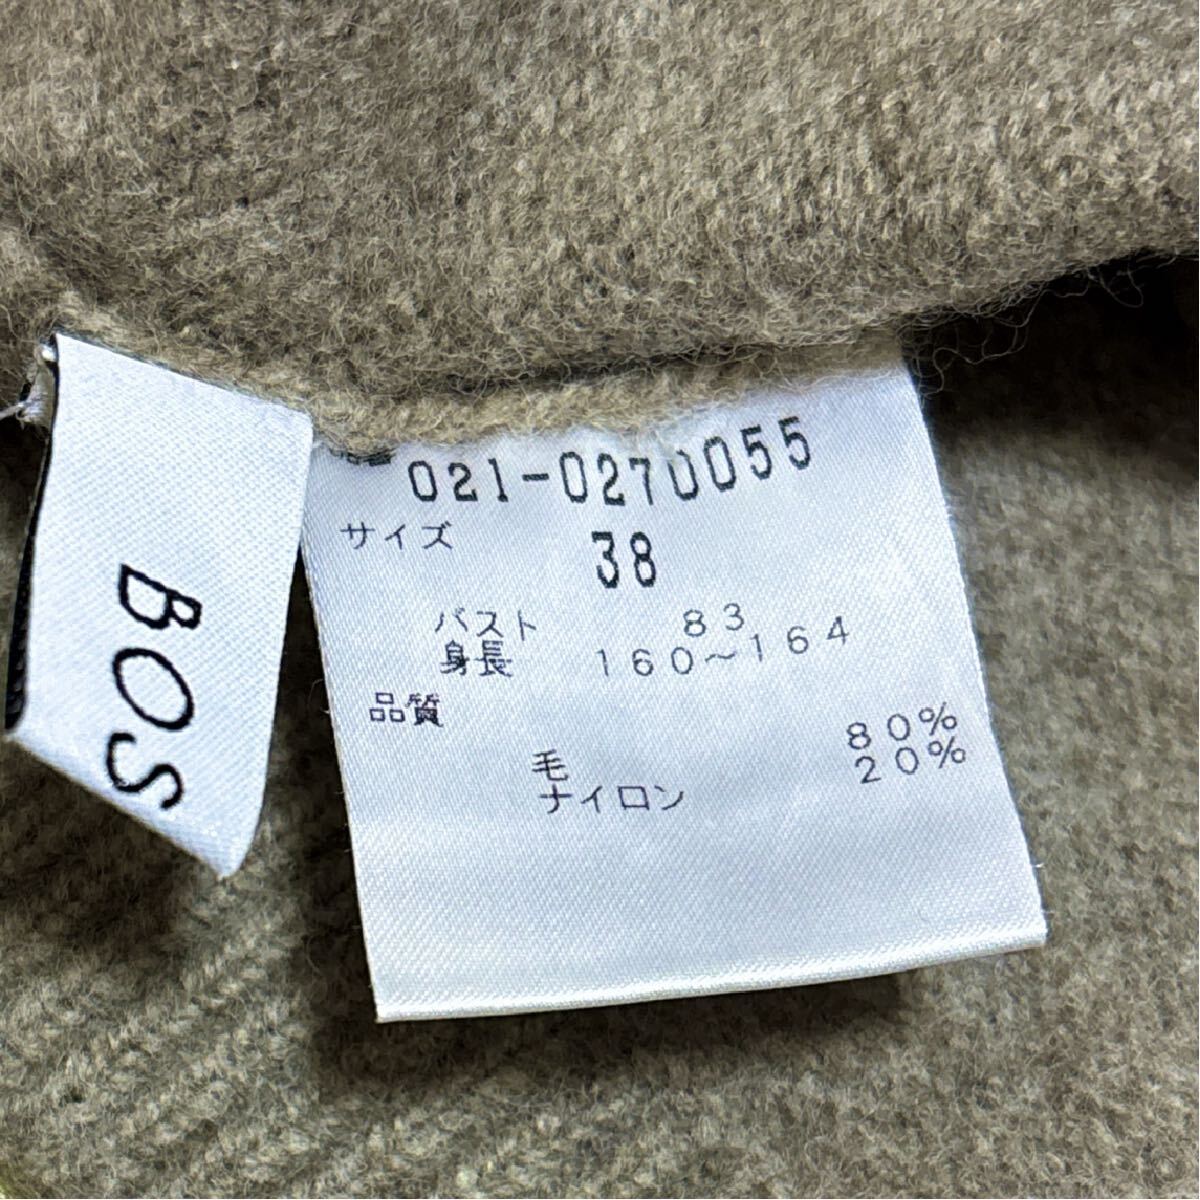 BOS
021-0270055
サイズ 38
バスト 83
身長 160~164
品質
毛 80%
ナイロン 20%